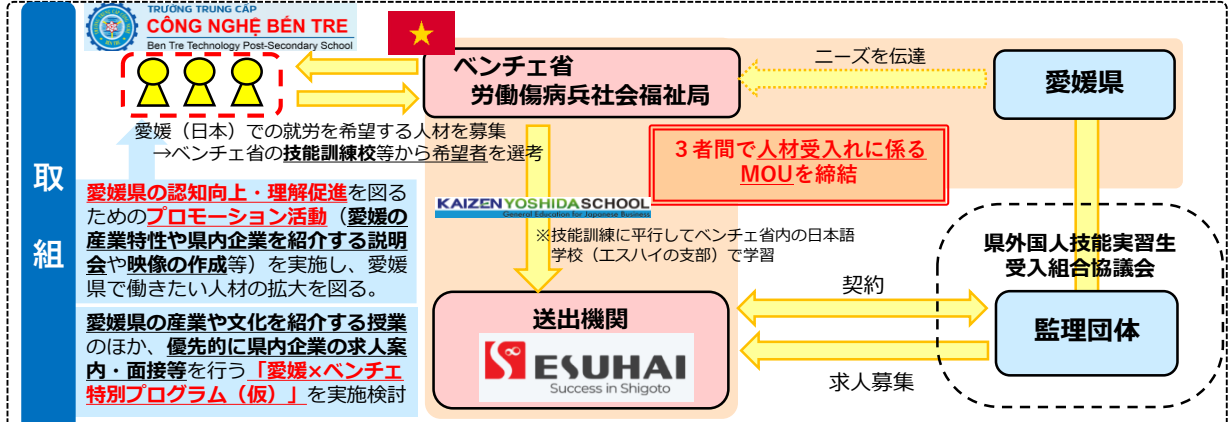 TRƯỜNG TRUNG CẤP
CÔNG NGHỆ BẾN TRE
Ben Tre Technology Post-Secondary School
ベンチェ省
労働傷病兵社会福祉局
ニーズを伝達
愛媛県
愛媛（日本）での就労を希望する人材を募集
→ベンチェ省の技能訓練校等から希望者を選考
３者間で人材受入れに係る
MOUを締結
取
組
愛媛県の認知向上・理解促進を図る
ためのプロモーション活動（愛媛の
産業特性や県内企業を紹介する説明
会や映像の作成等）を実施し、愛媛
県で働きたい人材の拡大を図る。
KAIZEN YOSHIDA SCHOOL
General Education for Japanese Business
※技能訓練に平行してベンチェ省内の日本語
学校（エスハイの支部）で学習
県外国人技能実習生
受入組合協議会
契約
監理団体
求人募集
送出機関
ESUHAI
Success in Shigoto
愛媛県の産業や文化を紹介する授業
のほか、優先的に県内企業の求人案
内・面接等を行う「愛媛×ベンチェ
特別プログラム（仮）」を実施検討